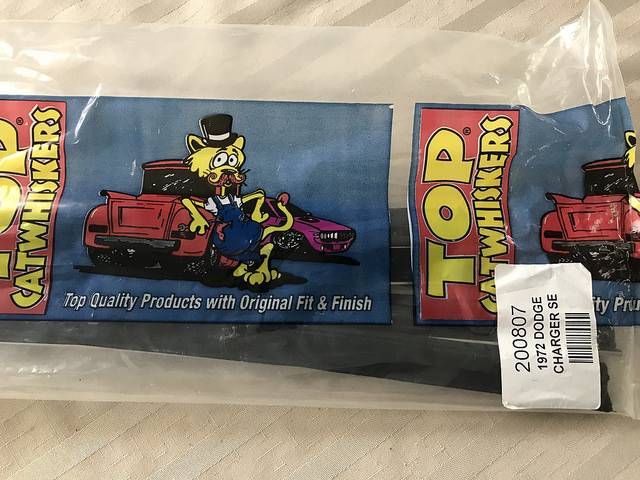 TOP
CATWHISKERS®
Top Quality Products with Original Fit & Finish
TOP®
CATWHISKERS
200807
1972 DODGE
CHARGER SE